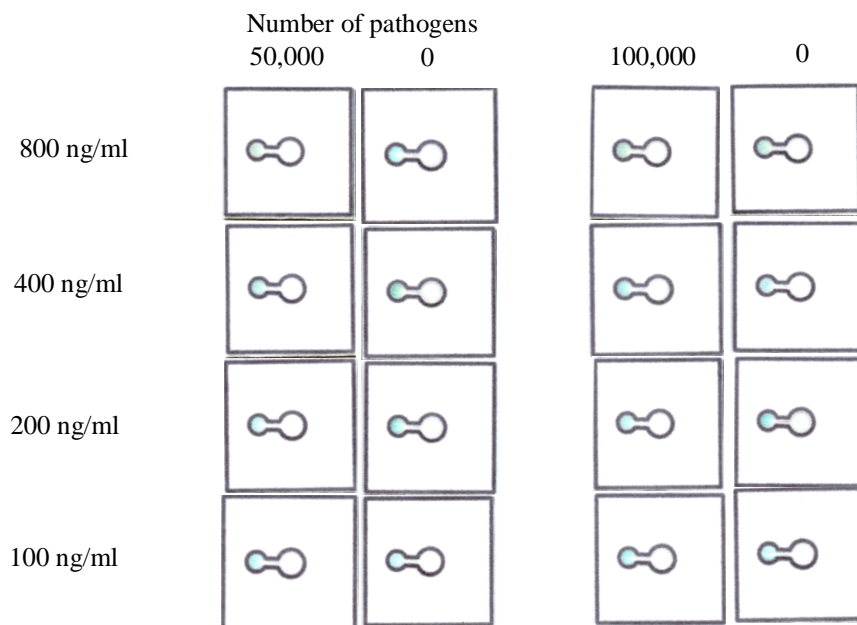 Number of pathogens
50,000 0 100,000 0
800 ng/ml
400 ng/ml
200 ng/ml
100 ng/ml